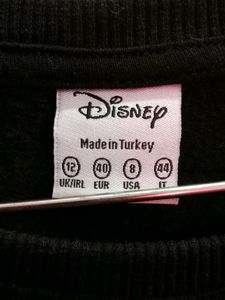 Disney
Made in Turkey
12 40 8 44
UK/IRL EUR USA IT